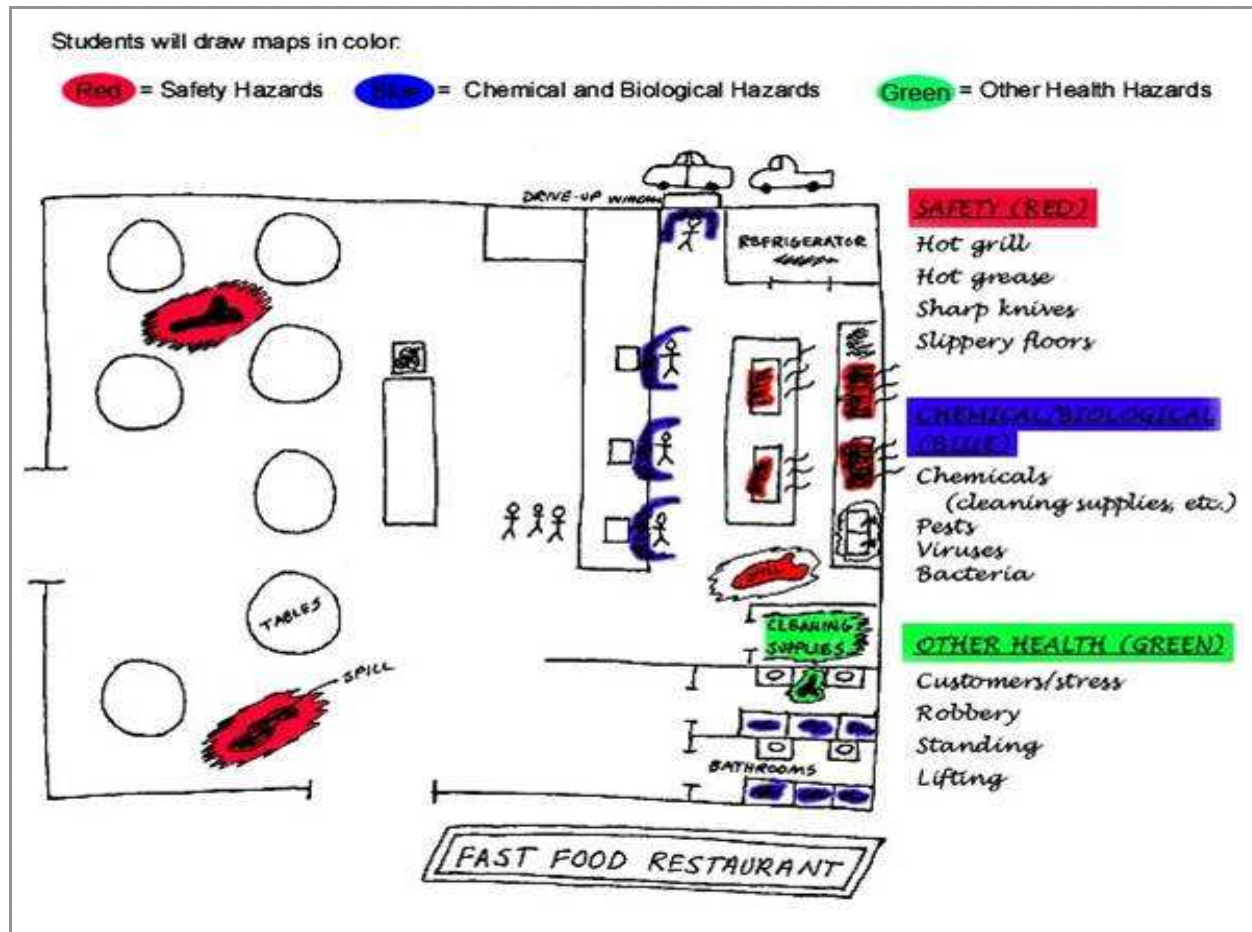 Students will draw maps in color:
Red = Safety Hazards
Blue = Chemical and Biological Hazards
Green = Other Health Hazards
DRIVE-UP WINDOW
REFRIGERATOR
SAFETY (RED)
Hot grill
Hot grease
Sharp knives
Slippery floors
CHEMICAL/BIOLOGICAL
(BLUE)
Chemicals
(cleaning supplies, etc.)
Pests
Viruses
Bacteria
SPILL
CLEANING
SUPPLIES
TABLES
SPILL
BATHROOMS
OTHER HEALTH (GREEN)
Customers/stress
Robbery
Standing
Lifting
FAST FOOD RESTAURANT